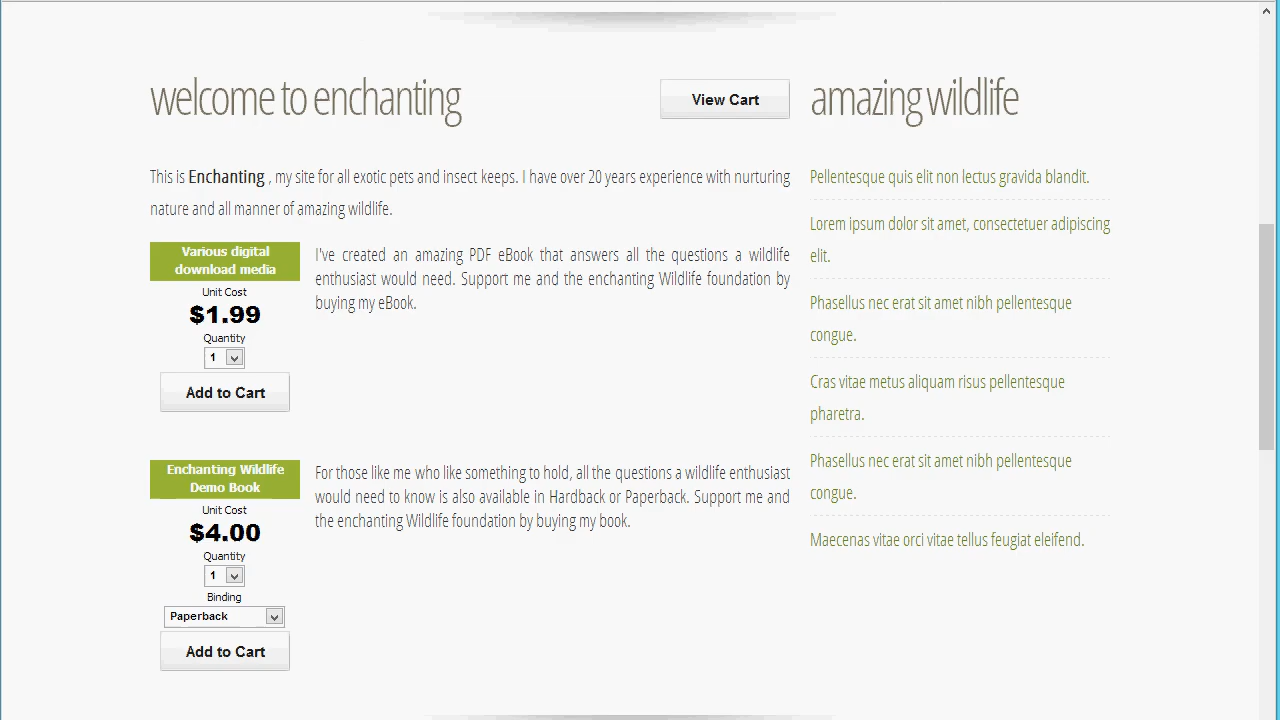 welcome to enchanting
View Cart
This is Enchanting , my site for all exotic pets and insect keeps. I have over 20 years experience with nurturing
nature and all manner of amazing wildlife.
Various digital
download media
Unit Cost
$1.99
Quantity
1
Add to Cart
I've created an amazing PDF eBook that answers all the questions a wildlife
enthusiast would need. Support me and the enchanting Wildlife foundation by
buying my eBook.
Enchanting Wildlife
Demo Book
Unit Cost
$4.00
Quantity
1
Binding
Paperback
Add to Cart
For those like me who like something to hold, all the questions a wildlife enthusiast
would need to know is also available in Hardback or Paperback. Support me and
the enchanting Wildlife foundation by buying my book.
amazing wildlife
Pellentesque quis elit non lectus gravida blandit.
Lorem ipsum dolor sit amet, consectetuer adipiscing
elit.
Phasellus nec erat sit amet nibh pellentesque
congue.
Cras vitae metus aliquam risus pellentesque
pharetra.
Phasellus nec erat sit amet nibh pellentesque
congue.
Maecenas vitae orci vitae tellus feugiat eleifend.